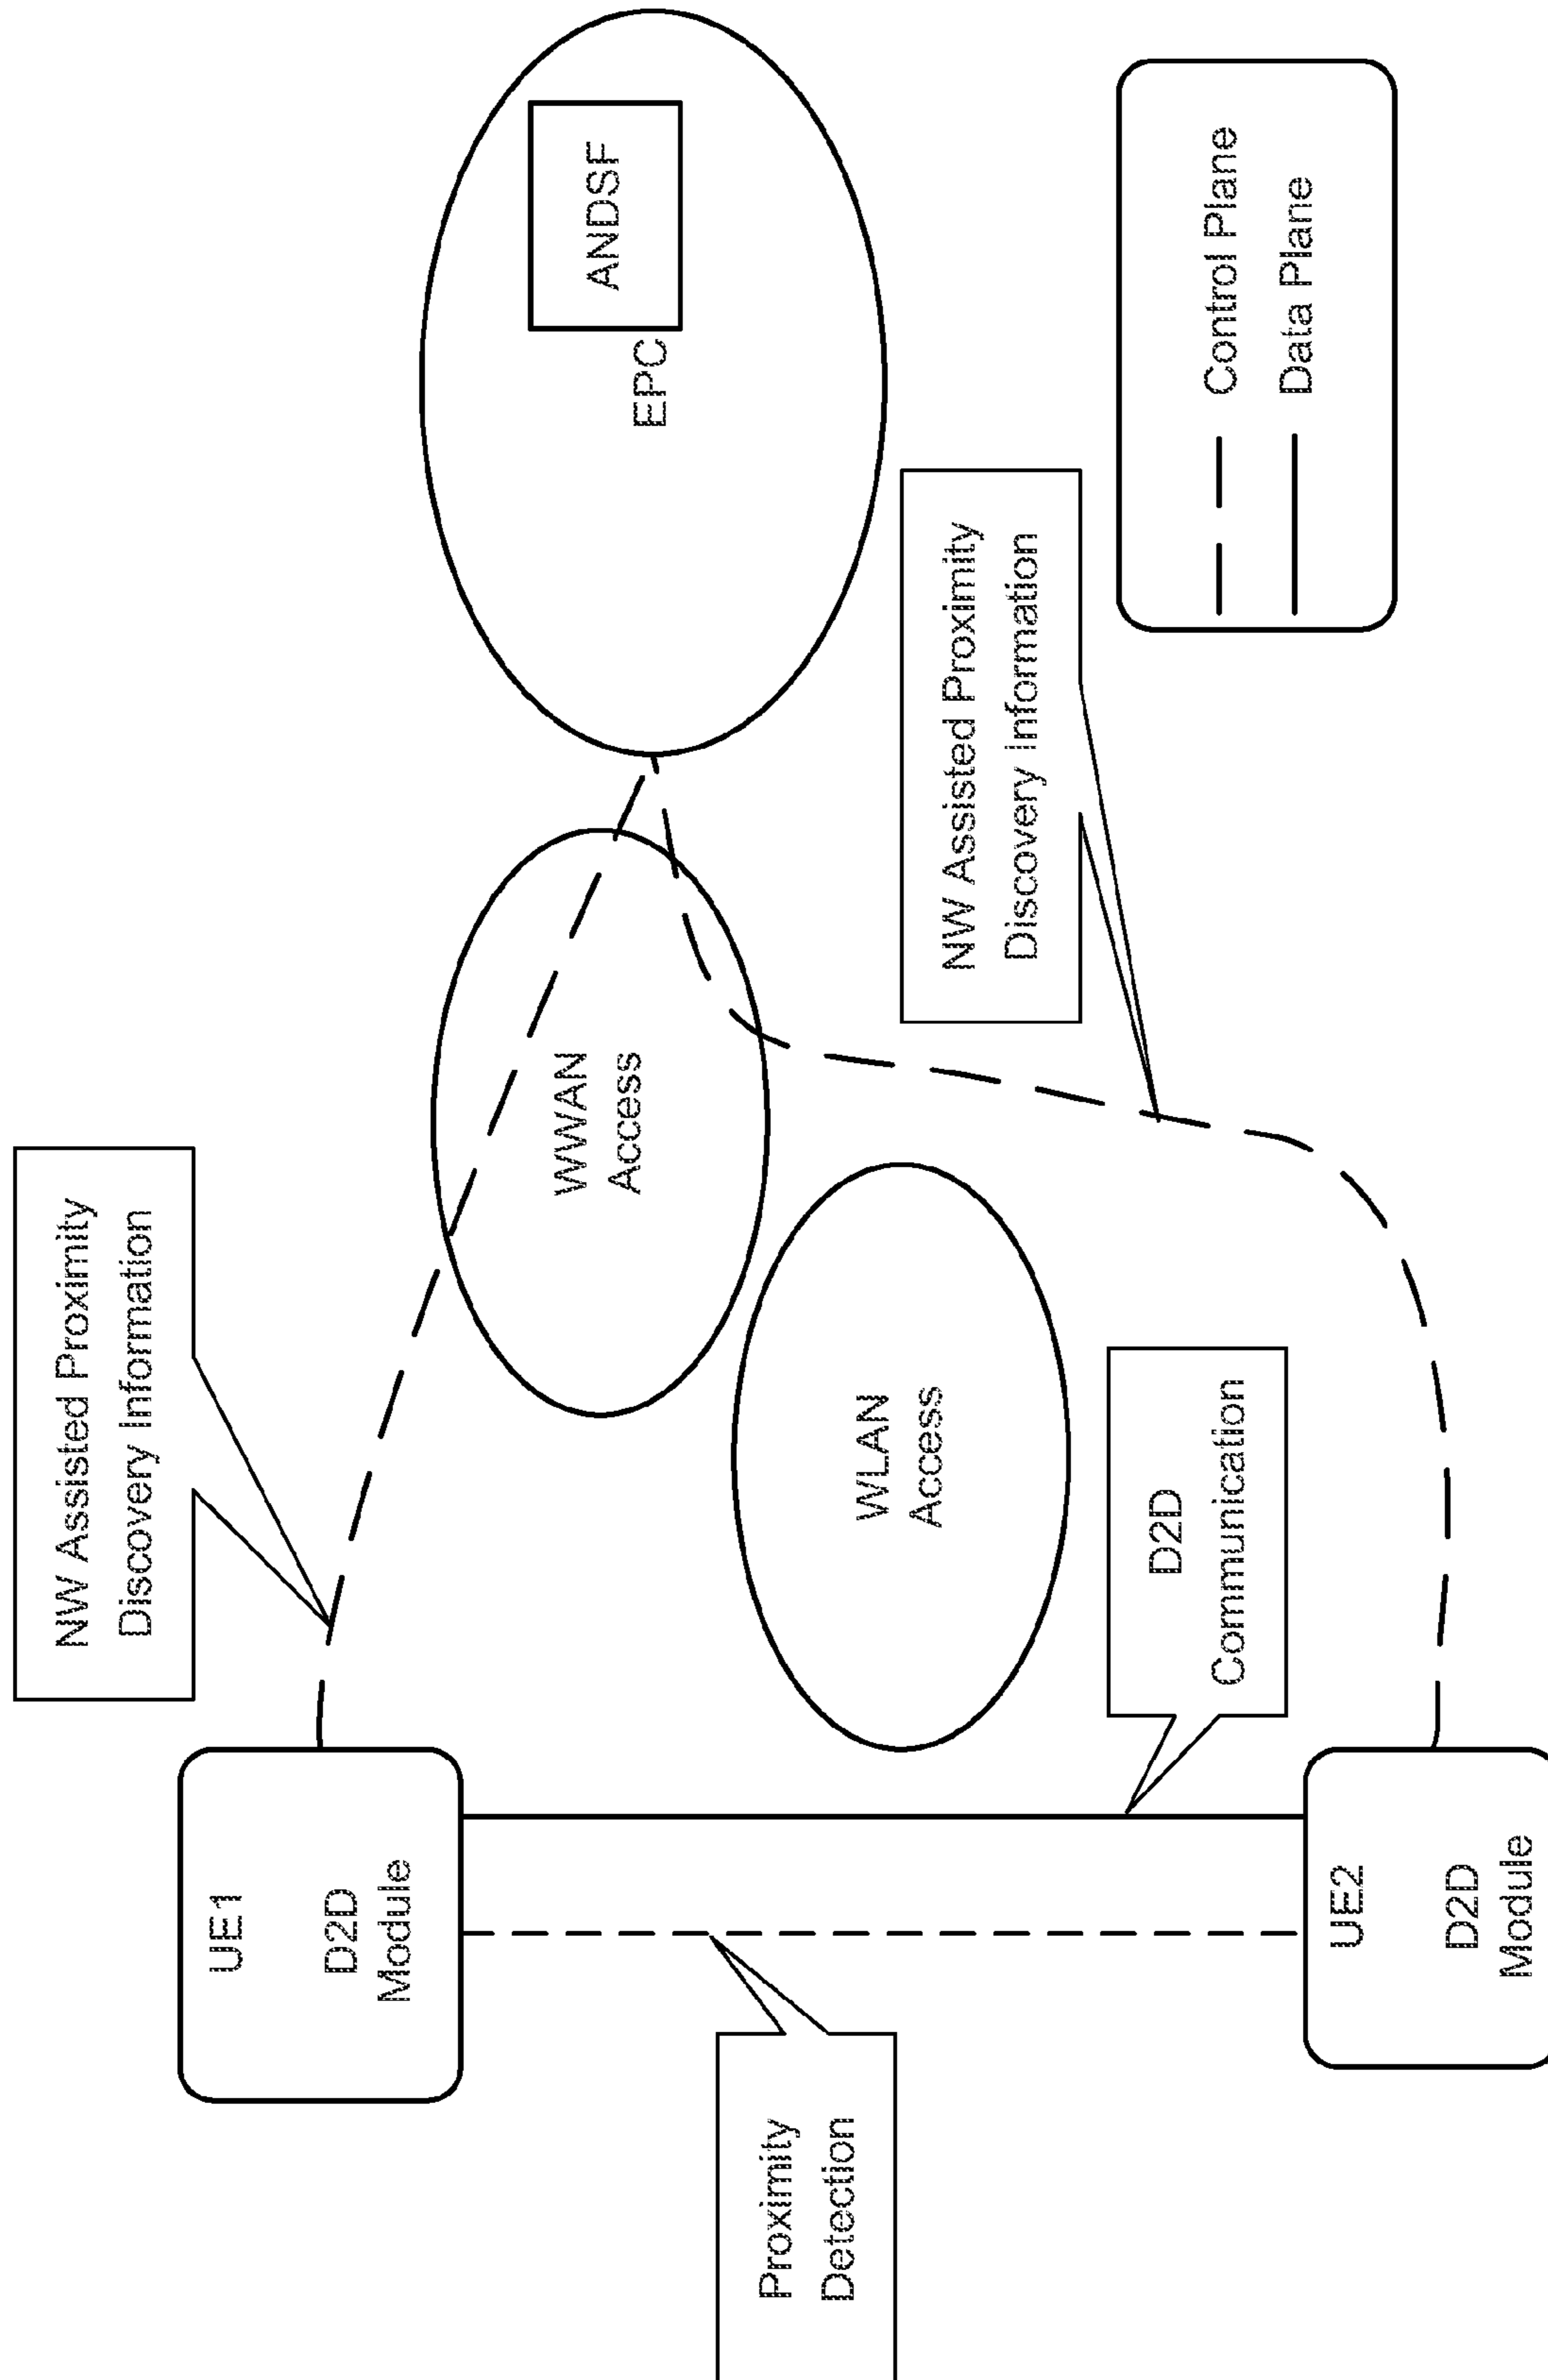 NW Assisted Proximity
Discovery Information
UE1
D2D
Module
WWAN
Access
EPC
ANDSF
Proximity
Detection
WLAN
Access
NW Assisted Proximity
Discovery Information
D2D
Communication
UE2
D2D
Module
Control Plane
Data Plane